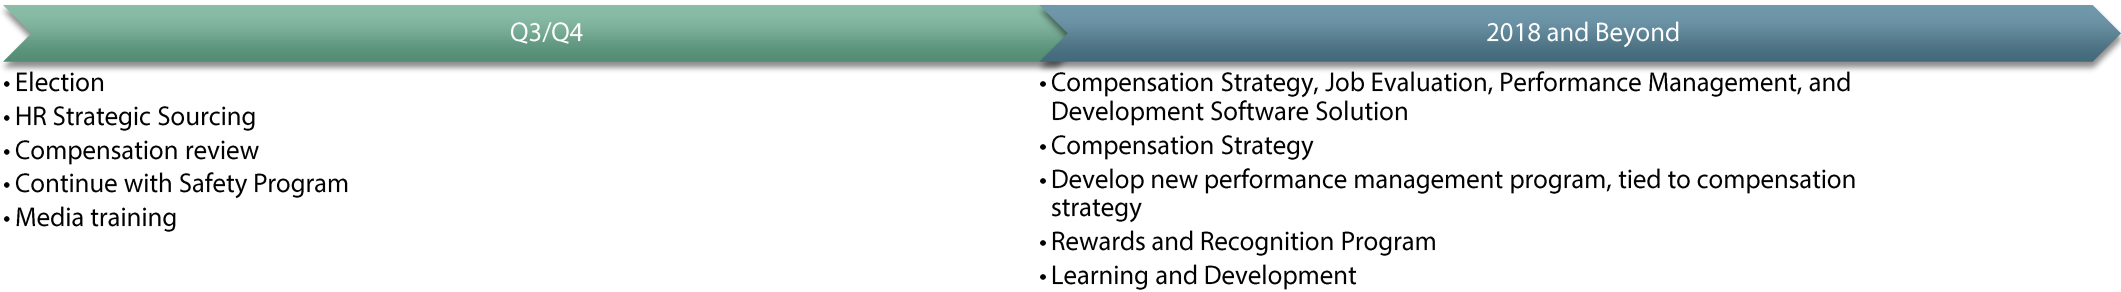 Q3/Q4
• Election
• HR Strategic Sourcing
• Compensation review
• Continue with Safety Program
• Media training
2018 and Beyond
• Compensation Strategy, Job Evaluation, Performance Management, and
Development Software Solution
• Compensation Strategy
• Develop new performance management program, tied to compensation
strategy
• Rewards and Recognition Program
• Learning and Development